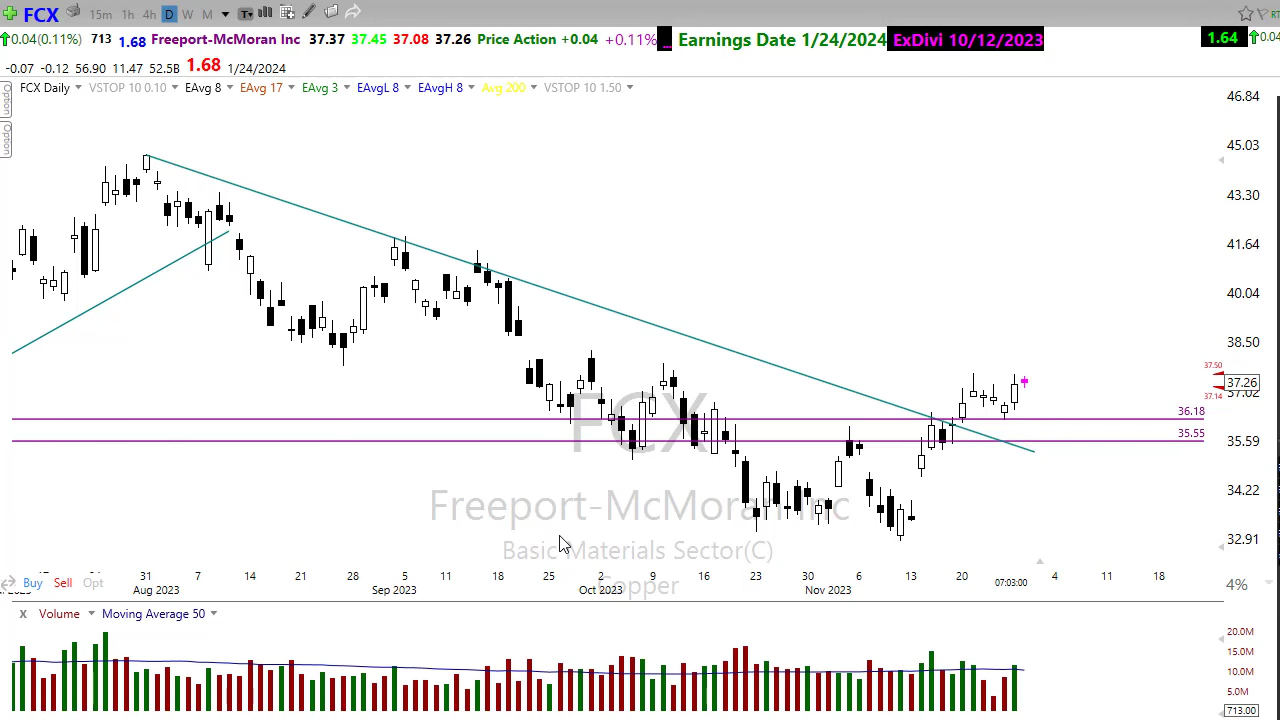 FCX 15m 1h 4h D W M T RT
0.04(0.11%) 713 1.68 Freeport-McMoran Inc 37.37 37.45 37.08 37.26 Price Action +0.04 +0.11% ... Earnings Date 1/24/2024 ExDivi 10/12/2023 1.64 0.04
-0.07 -0.12 56.90 11.47 52.5B 1.68 1/24/2024
Option
Option
FCX Daily VSTOP 10 0.10 EAvg 8 EAvg 17 EAvg 3 EAvgL 8 EAvgH 8 Avg 200 VSTOP 10 1.50
46.84
45.03
43.30
41.64
40.04
38.50
37.50
37.26
37.02
37.14
36.18
35.55
35.59
34.22
32.91
FCX
Freeport-McMoran Inc
Basic Materials Sector(C)
Copper
31 7 14 21 28 5 11 18 25 2 9 16 23 30 6 13 20 07:03:00 4 11 18
Aug 2023 Sep 2023 Oct 2023 Nov 2023
Buy Sell Opt 4%
X Volume Moving Average 50
20.0M
15.0M
10.0M
5.0M
713.00